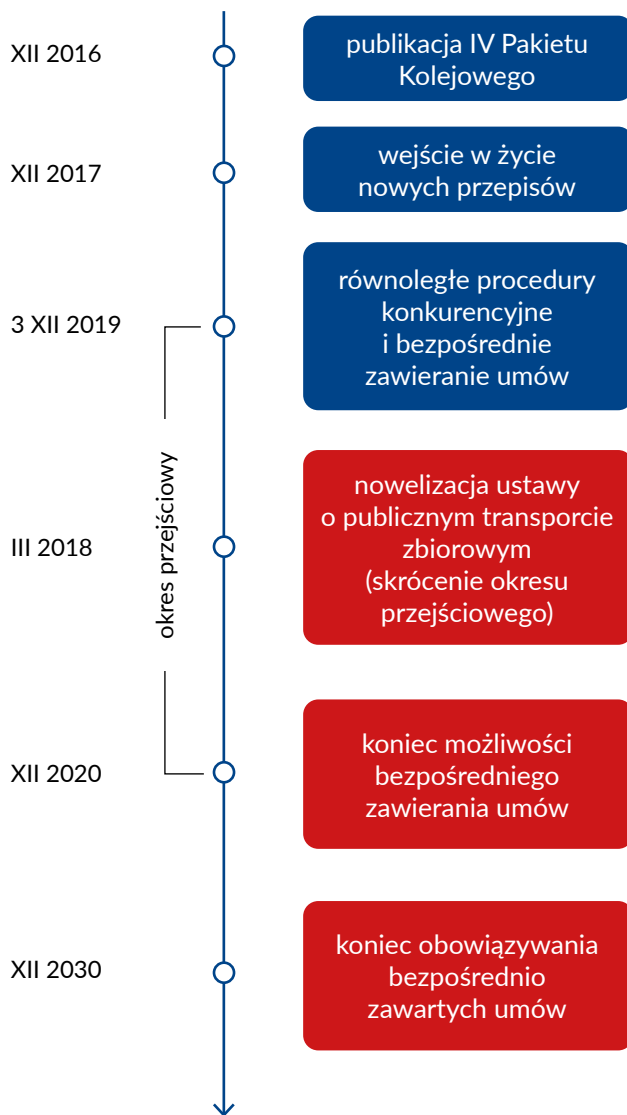 XII 2016
publikacja IV Pakietu
Kolejowego
XII 2017
wejście w życie
nowych przepisów
3 XII 2019
równoległe procedury
konkurencyjne
i bezpośrednie
zawieranie umów
okres przejściowy
III 2018
nowelizacja ustawy
o publicznym transporcie
zbiorowym
(skrócenie okresu
przejściowego)
XII 2020
koniec możliwości
bezpośredniego
zawierania umów
XII 2030
koniec obowiązywania
bezpośrednio
zawartych umów